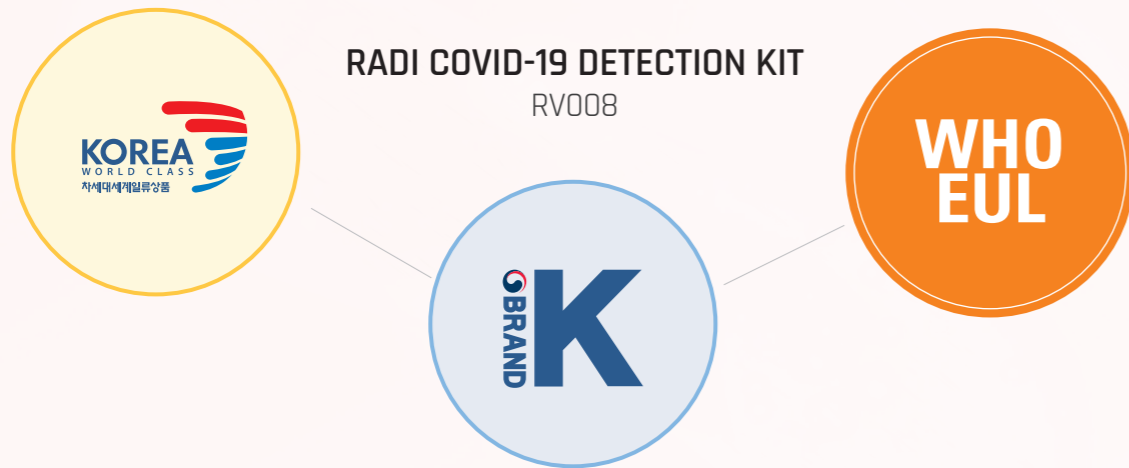 RADI COVID-19 DETECTION KIT
RV008
KOREA
WORLD CLASS
차세대세계일류상품
WHO
EUL
BRAND
K